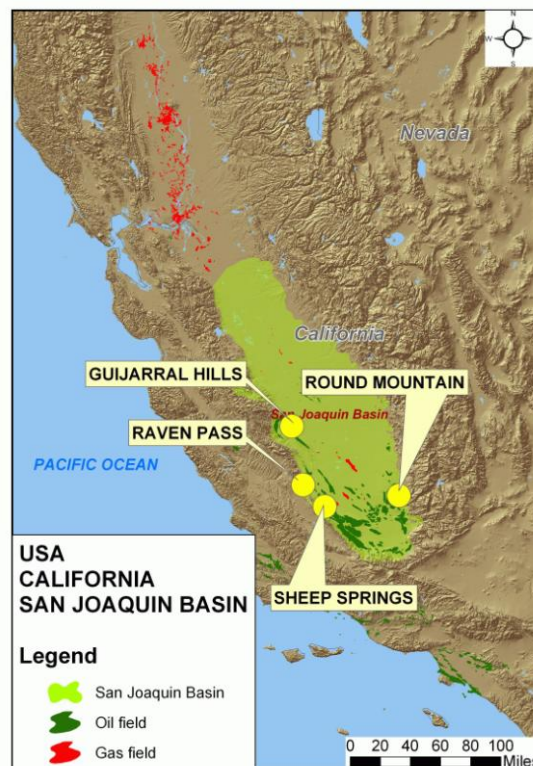 N
W
E
S
Nevada
California
GUIJARRAL HILLS
ROUND MOUNTAIN
San Joaquin Basin
RAVEN PASS
PACIFIC OCEAN
SHEEP SPRINGS
USA
CALIFORNIA
SAN JOAQUIN BASIN
Legend
San Joaquin Basin
Oil field
Gas field
0 20 40 60 80 100
Miles